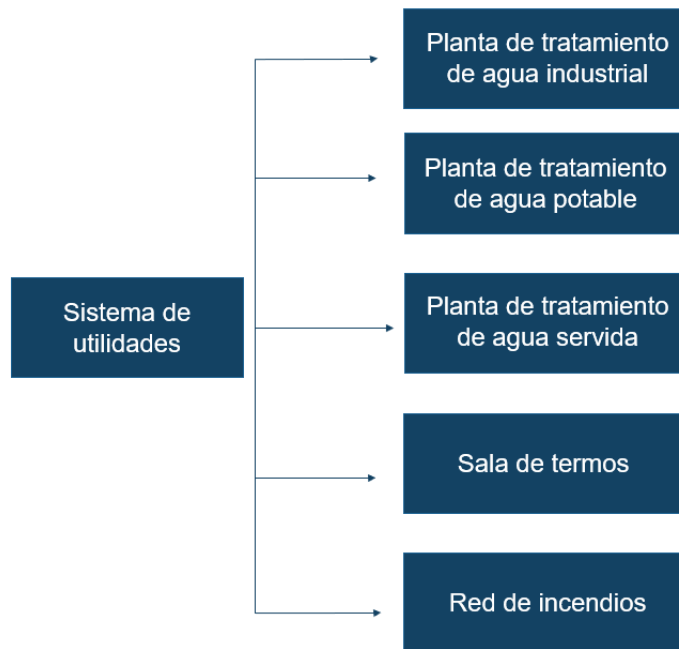 Planta de tratamiento
de agua industrial
Planta de tratamiento
de agua potable
Sistema de
utilidades
Planta de tratamiento
de agua servida
Sala de termos
Red de incendios